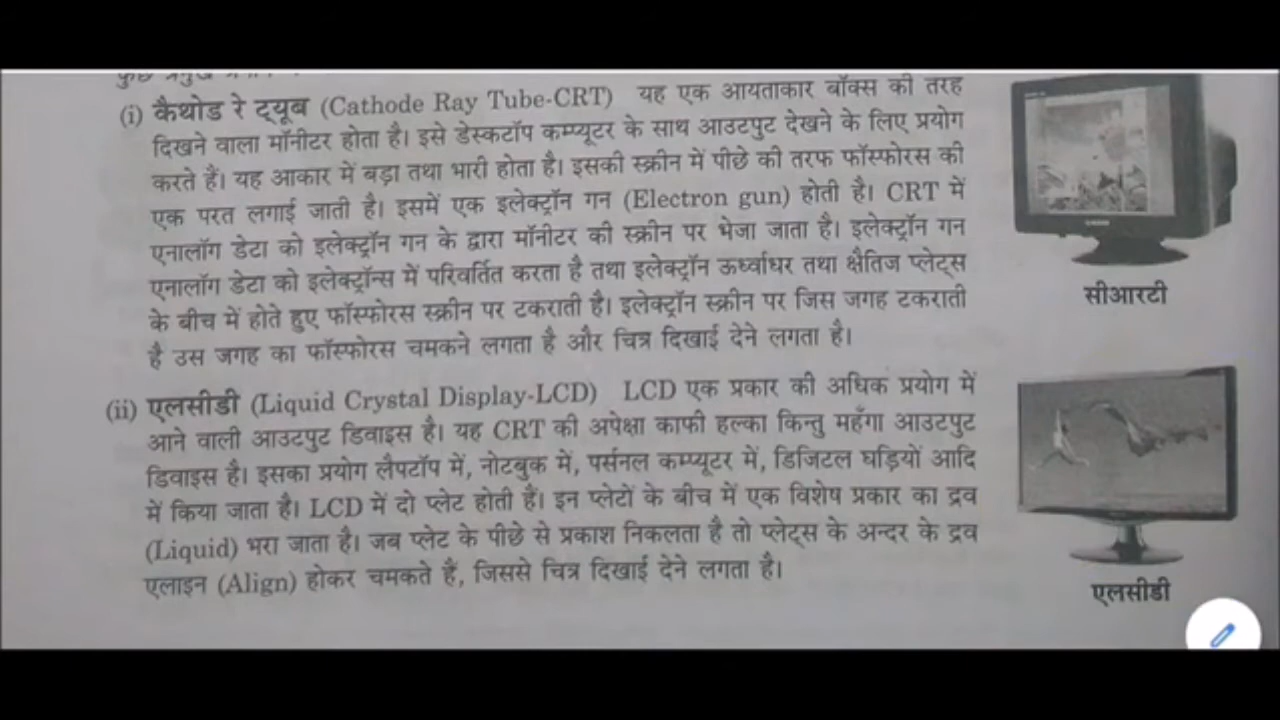 (i) कैथोड रे ट्यूब (Cathode Ray Tube-CRT) यह एक आयताकार बॉक्स की तरह
दिखने वाला मॉनीटर होता है। इसे डेस्कटॉप कम्प्यूटर के साथ आउटपुट देखने के लिए प्रयोग
करते हैं। यह आकार में बड़ा तथा भारी होता है। इसकी स्क्रीन में पीछे की तरफ फॉस्फोरस की
एक परत लगाई जाती है। इसमें एक इलेक्ट्रॉन गन (Electron gun) होती है। CRT में
एनालॉग डेटा को इलेक्ट्रॉन गन के द्वारा मॉनीटर की स्क्रीन पर भेजा जाता है। इलेक्ट्रॉन गन
एनालॉग डेटा को इलेक्ट्रॉन्स में परिवर्तित करता है तथा इलेक्ट्रॉन ऊर्ध्वाधर तथा क्षैतिज प्लेट्स
के बीच में होते हुए फॉस्फोरस स्क्रीन पर टकराती है। इलेक्ट्रॉन स्क्रीन पर जिस जगह टकराती
है उस जगह का फॉस्फोरस चमकने लगता है और चित्र दिखाई देने लगता है।
सीआरटी
(ii) एलसीडी (Liquid Crystal Display-LCD) LCD एक प्रकार की अधिक प्रयोग में
आने वाली आउटपुट डिवाइस है। यह CRT की अपेक्षा काफी हल्का किन्तु महँगा आउटपुट
डिवाइस है। इसका प्रयोग लैपटॉप में, नोटबुक में, पर्सनल कम्प्यूटर में, डिजिटल घड़ियों आदि
में किया जाता है। LCD में दो प्लेट होती हैं। इन प्लेटों के बीच में एक विशेष प्रकार का द्रव
(Liquid) भरा जाता है। जब प्लेट के पीछे से प्रकाश निकलता है तो प्लेट्स के अन्दर के द्रव
एलाइन (Align) होकर चमकते हैं, जिससे चित्र दिखाई देने लगता है।
एलसीडी